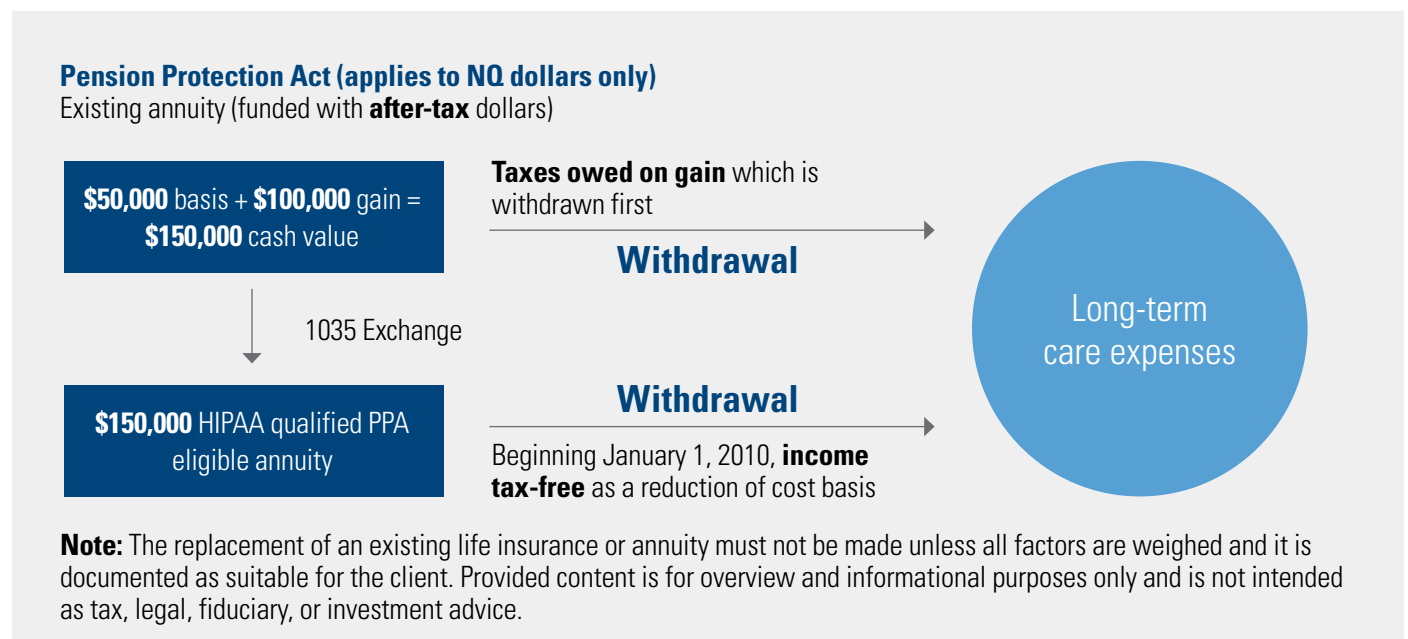 Pension Protection Act (applies to NQ dollars only)
Existing annuity (funded with after-tax dollars)
$50,000 basis + $100,000 gain =
$150,000 cash value
Taxes owed on gain which is
withdrawn first
Withdrawal
1035 Exchange
Long-term
care expenses
$150,000 HIPAA qualified PPA
eligible annuity
Withdrawal
Beginning January 1, 2010, income
tax-free as a reduction of cost basis
Note: The replacement of an existing life insurance or annuity must not be made unless all factors are weighed and it is
documented as suitable for the client. Provided content is for overview and informational purposes only and is not intended
as tax, legal, fiduciary, or investment advice.